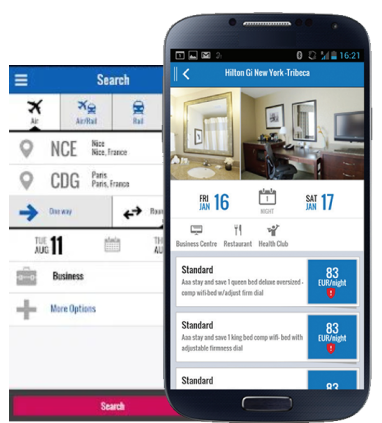 Search
Air
Air/Rail
Rail
NCE
Nice
Nice, France
CDG
Paris
Paris, France
One way
TUE
AUG
11
Business
More Options
Search
16:21
Hilton Gi New York -Tribeca
FRI
JAN
16
1
NIGHT
SAT
JAN
17
Business Centre
Restaurant
Health Club
Standard
Aaa stay and save 1 queen bed deluxe oversized -
comp wifi-bed w/adjust firm dial
83
EUR/night
Standard
Aaa stay and save 1 king bed comp wifi- bed with
adjustable firmness dial
83
EUR/night
Standard
83